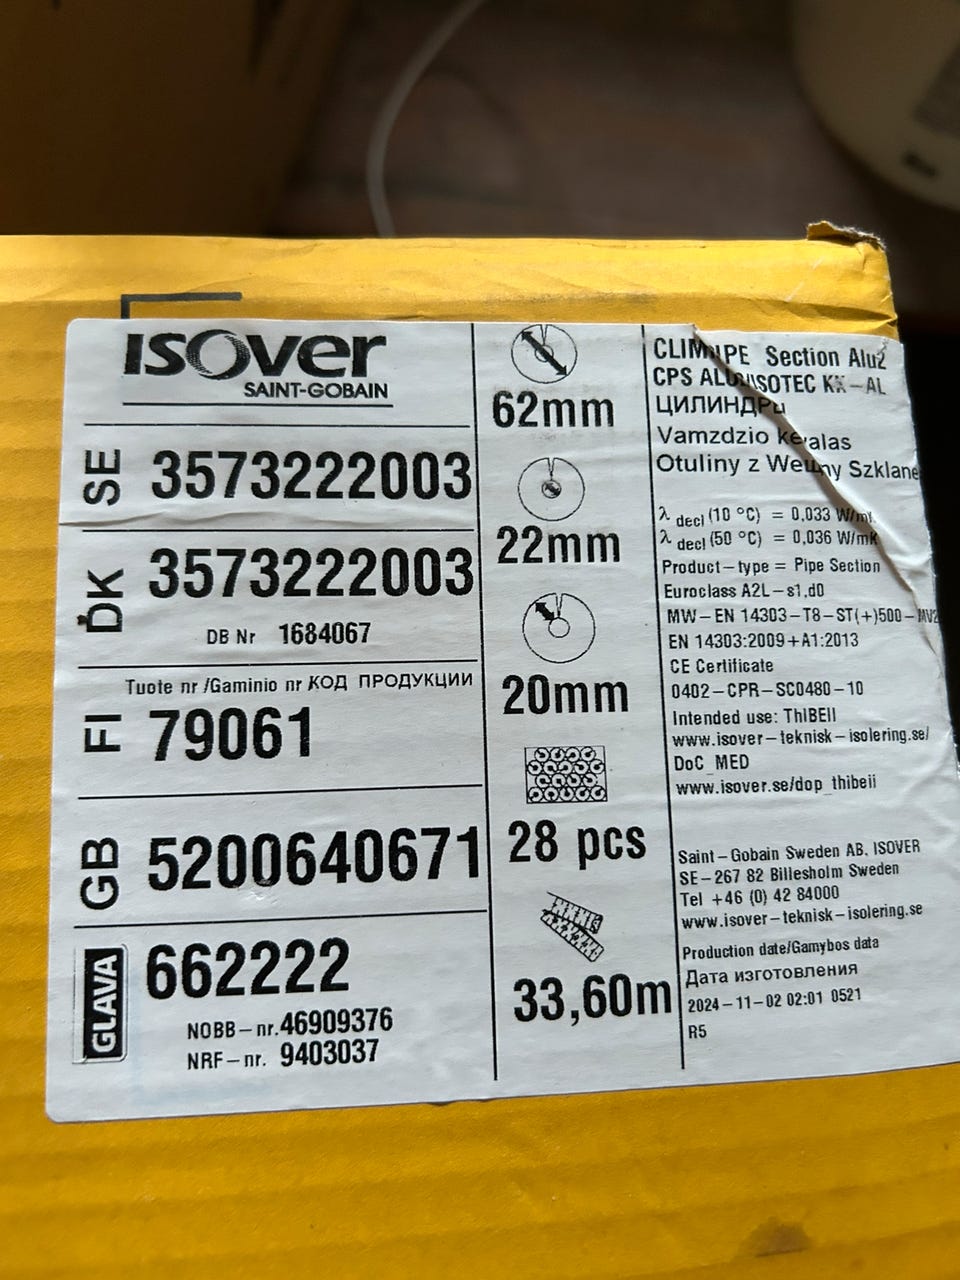 ISOver
SAINT-GOBAIN
SE 3573222003
DK 3573222003
DB Nr 1684067
Tuote nr /Gaminio nr КОД ПРОДУКЦИИ
FI 79061
GB 5200640671
GLAVA 662222
NOBB-nr.46909376
NRF-nr. 9403037
62mm
22mm
20mm
28 pcs
33,60m
Section Alu2
CPS
ЦИЛИНДРЫ
Vamzdzio
Otuliny z Wełny Szklane
λ decl (10 °C) = 0,033 W/mK
λ decl (50 °C) = 0,036 W/mK
Product-type = Pipe Section
Euroclass A2L-s1,d0
MW-EN 14303-T8-ST(+)500-MV2
EN 14303:2009+A1:2013
CE Certificate
0402-CPR-SC0480-10
Intended use: ThIBEII
www.isover-teknisk-isolering.se/
DoC_MED
www.isover.se/dop_thibeii
Saint-Gobain Sweden AB, ISOVER
SE-267 82 Billesholm Sweden
Tel +46 (0) 42 84000
www.isover-teknisk-isolering.se
Production date/Gamybos data
Дата изготовления
2024-11-02 02:01 0521
R5